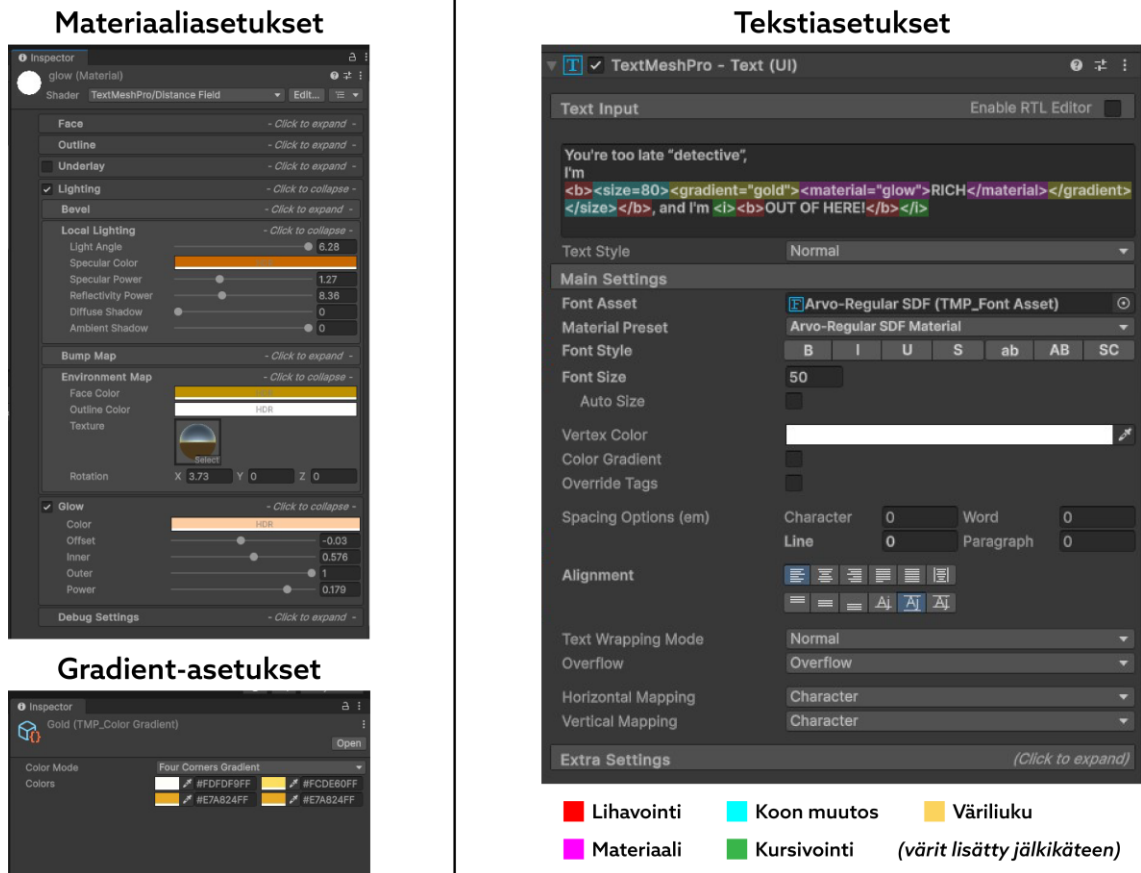 Materiaaliasetukset
Inspector
glow (Material)
Shader TextMeshPro/Distance Field Edit...
Face - Click to expand -
Outline - Click to expand -
Underlay - Click to expand -
Lighting - Click to collapse -
Bevel - Click to expand -
Local Lighting - Click to collapse -
Light Angle 6.28
Specular Color HDR
Specular Power 1.27
Reflectivity Power 8.36
Diffuse Shadow 0
Ambient Shadow 0
Bump Map - Click to expand -
Environment Map - Click to collapse -
Face Color HDR
Outline Color HDR
Texture
Select
Rotation X 3.73 Y 0 Z 0
Glow - Click to collapse -
Color HDR
Offset -0.03
Inner 0.576
Outer 1
Power 0.179
Debug Settings - Click to expand -
Gradient-asetukset
Inspector
Gold (TMP_Color Gradient)
Open
Color Mode Four Corners Gradient
Colors #FDFDF9FF #FCDE60FF
#E7A824FF #E7A824FF
Tekstiasetukset
TextMeshPro - Text (UI)
Text Input Enable RTL Editor
You're too late “detective”,
I'm
<b><size=80><gradient="gold"><material="glow">RICH</material></gradient>
</size></b>, and I'm <i><b>OUT OF HERE!</b></i>
Text Style Normal
Main Settings
Font Asset Arvo-Regular SDF (TMP_Font Asset)
Material Preset Arvo-Regular SDF Material
Font Style B I U S ab AB SC
Font Size 50
Auto Size
Vertex Color
Color Gradient
Override Tags
Spacing Options (em) Character 0 Word 0
Line 0 Paragraph 0
Alignment
Text Wrapping Mode Normal
Overflow Overflow
Horizontal Mapping Character
Vertical Mapping Character
Extra Settings (Click to expand)
Lihavointi Koon muutos Väriliuku
Materiaali Kursivointi (värit lisätty jälkikäteen)